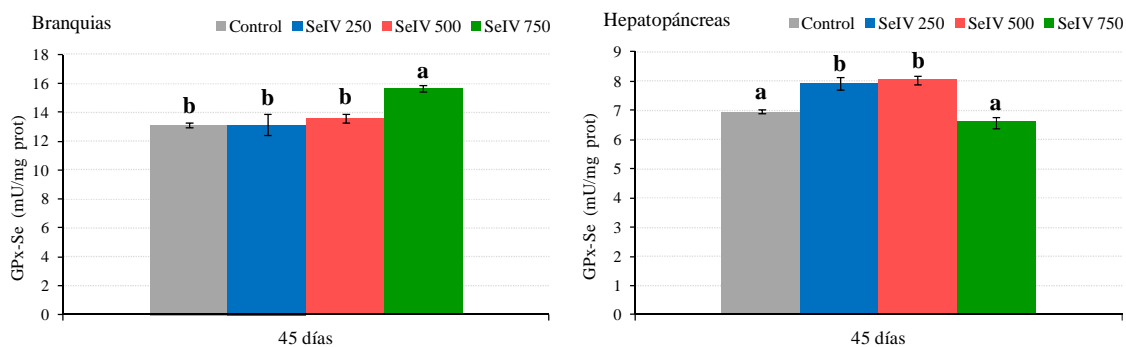 Branquias
Control SeIV 250 SeIV 500 SeIV 750
GPx-Se (mU/mg prot)
18
16
14
12
10
8
6
4
2
0
b
b
b
a
45 días
Hepatopáncreas
Control SeIV 250 SeIV 500 SeIV 750
GPx-Se (mU/mg prot)
9
8
7
6
5
4
3
2
1
0
a
b
b
a
45 días